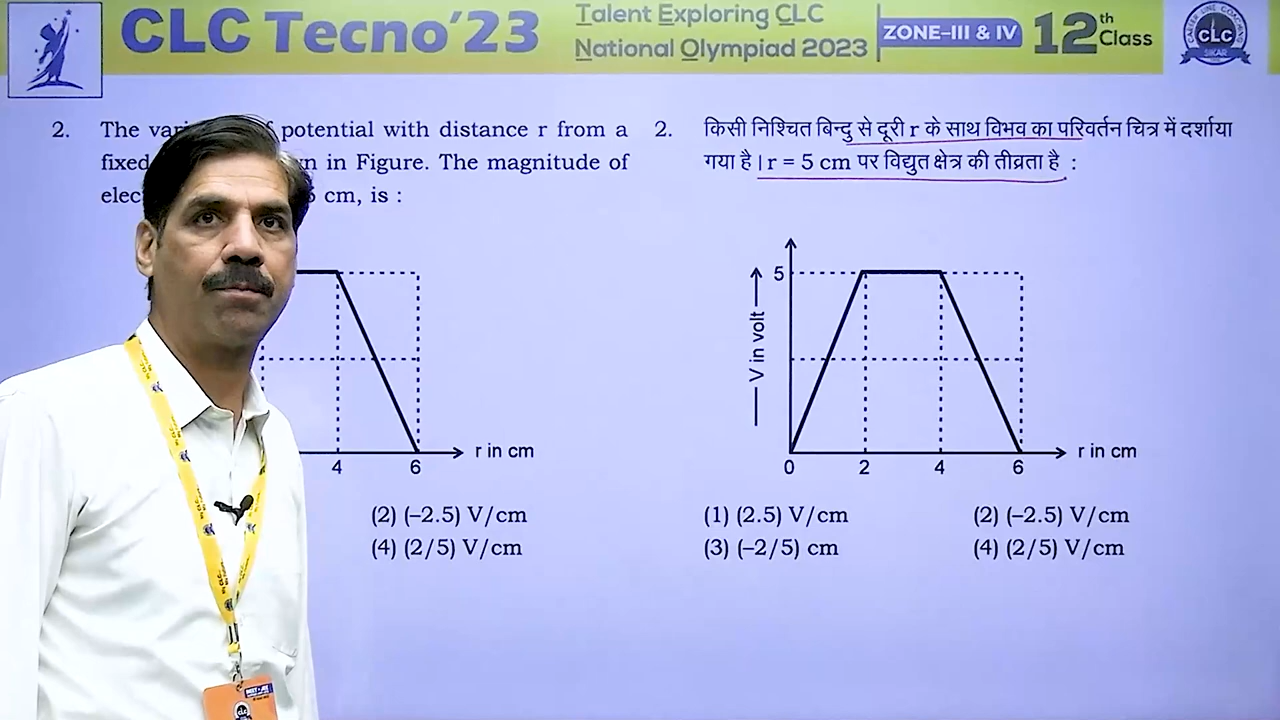 CLC Tecno'23
Talent Exploring CLC
National Olympiad 2023
ZONE–III & IV
12th Class
CLC
SIKAR
2. The of potential with distance r from a
fixed in Figure. The magnitude of
cm, is :
4 6 r in cm
(2) (–2.5) V/cm
(4) (2/5) V/cm
2. किसी निश्चित बिन्दु से दूरी r के साथ विभव का परिवर्तन चित्र में दर्शाया
गया है। r = 5 cm पर विद्युत क्षेत्र की तीव्रता है :
5
V in volt
0 2 4 6 r in cm
(1) (2.5) V/cm (2) (–2.5) V/cm
(3) (–2/5) cm (4) (2/5) V/cm